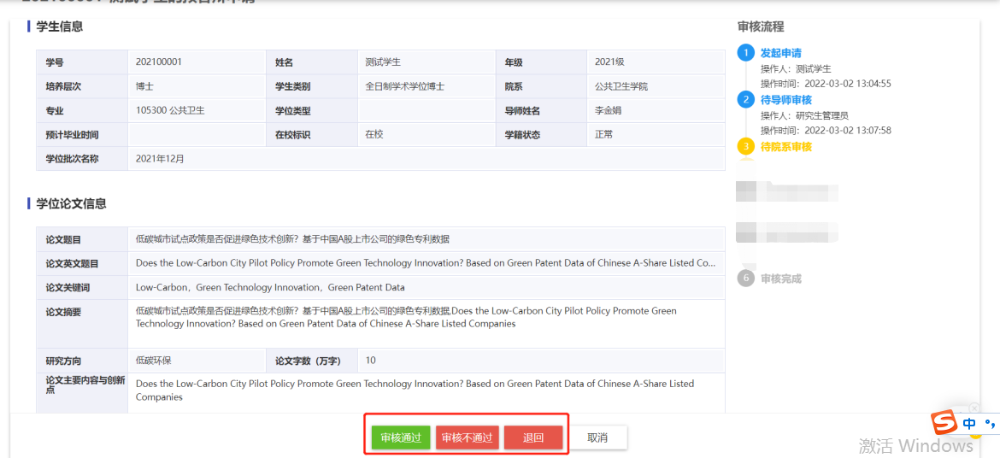 202100001 测试学生的预答辩申请
学生信息
学号 202100001 姓名 测试学生 年级 2021级
培养层次 博士 学生类别 全日制学术学位博士 院系 公共卫生学院
专业 105300 公共卫生 学位类型 导师姓名 李金娟
预计毕业时间 在校标识 在校 学籍状态 正常
学位批次名称 2021年12月
学位论文信息
论文题目 低碳城市试点政策是否促进绿色技术创新？基于中国A股上市公司的绿色专利数据
论文英文题目 Does the Low-Carbon City Pilot Policy Promote Green Technology Innovation? Based on Green Patent Data of Chinese A-Share Listed Co...
论文关键词 Low-Carbon，Green Technology Innovation，Green Patent Data
论文摘要 低碳城市试点政策是否促进绿色技术创新？基于中国A股上市公司的绿色专利数据,Does the Low-Carbon City Pilot Policy Promote Green
Technology Innovation? Based on Green Patent Data of Chinese A-Share Listed Companies
研究方向 低碳环保 论文字数（万字） 10
论文主要内容与创新
点
Does the Low-Carbon City Pilot Policy Promote Green Technology Innovation? Based on Green Patent Data of Chinese A-Share Listed
Companies
审核流程
1 发起申请
操作人：测试学生
操作时间：2022-03-02 13:04:55
2 待导师审核
操作人：研究生管理员
操作时间：2022-03-02 13:07:58
3 待院系审核
6 审核完成
审核通过 审核不通过 退回 取消
S 中 °,
激活 Windows